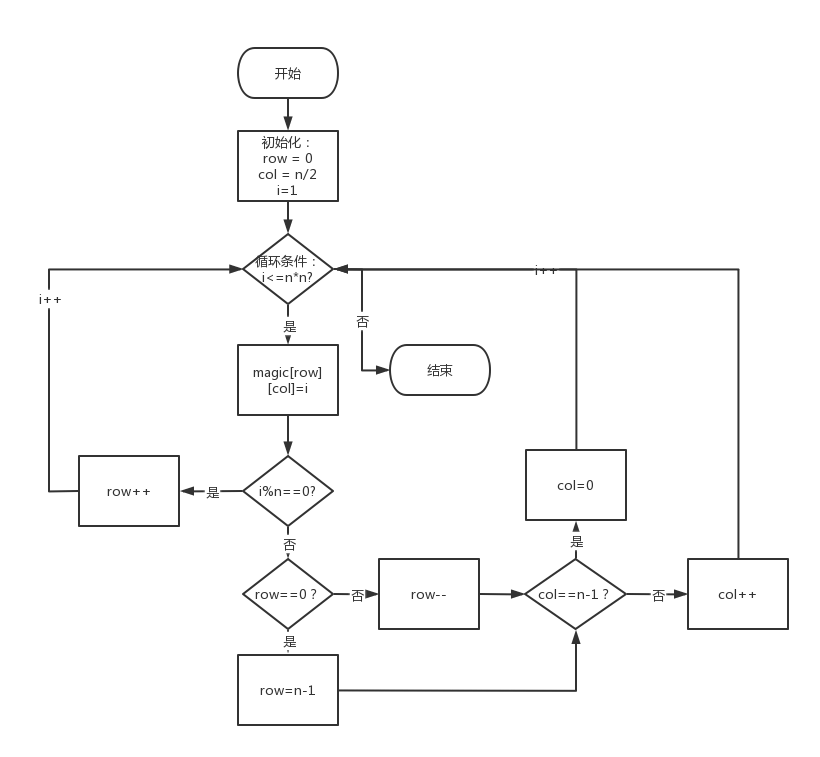 开始
初始化：
row = 0
col = n/2
i=1
循环条件：
i<=n*n?
i++
i++
是
否
magic[row]
[col]=i
结束
row++
是
i%n==0?
col=0
否
是
row==0？
否
row--
col==n-1？
否
col++
是
row=n-1